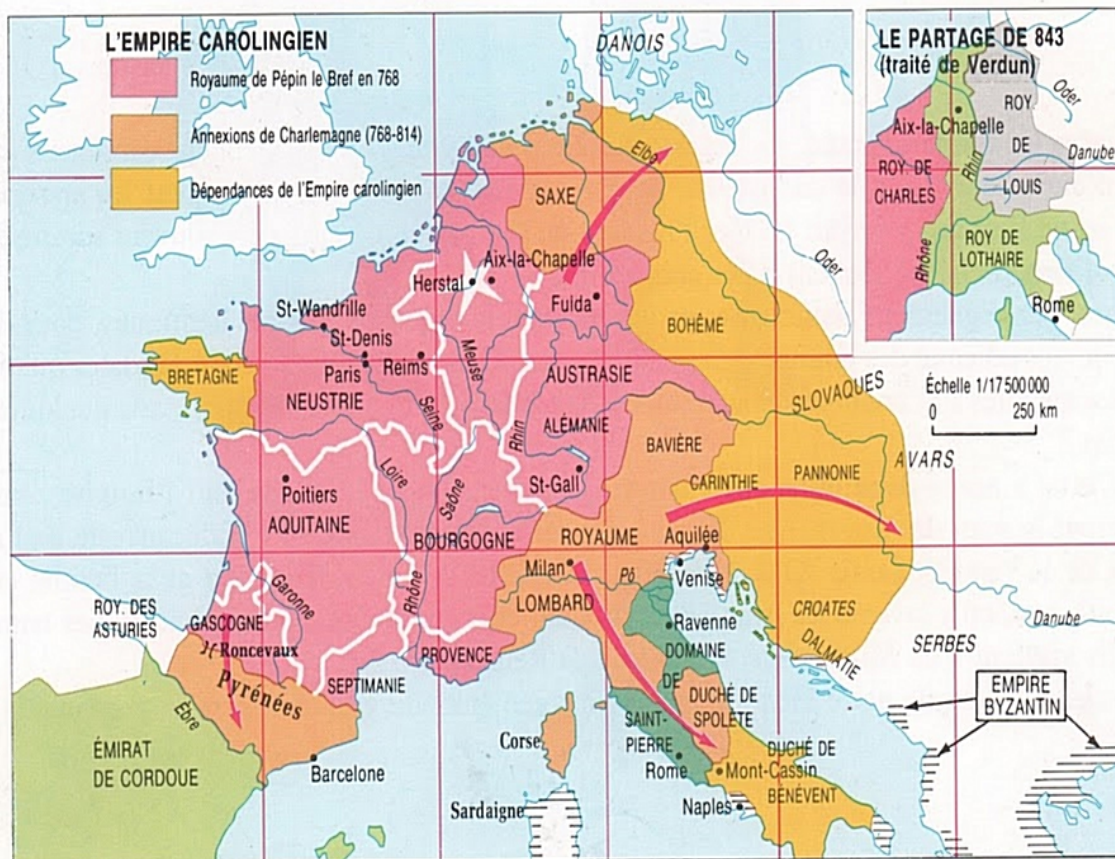 L'EMPIRE CAROLINGIEN
Royaume de Pépin le Bref en 768
Annexions de Charlemagne (768-814)
Dépendances de l'Empire carolingien
DANOIS
LE PARTAGE DE 843
(traité de Verdun)
Oder
ROY
DE
LOUIS
Aix-la-Chapelle
Rhin
Danube
ROY. DE
CHARLES
Rhône
ROY DE
LOTHAIRE
Rome
Échelle 1/17 500 000
0 250 km
Elbe
SAXE
Oder
Aix-la-Chapelle
Herstal
Fulda
St-Wandrille
St-Denis
Paris
Reims
Meuse
BOHÊME
BRETAGNE
NEUSTRIE
Seine
Rhin
AUSTRASIE
SLOVAQUES
ALÉMANIE
BAVIÈRE
AVARS
Poitiers
AQUITAINE
Loire
Saône
St-Gall
CARINTHIE
PANNONIE
BOURGOGNE
ROYAUME
LOMBARD
Milan
Aquilée
Venise
Pô
Garonne
Rhône
ROY. DES
ASTURIES
GASCOGNE
Roncevaux
Pyrénées
SEPTIMANIE
PROVENCE
Ravenne
DOMAINE
DE
SAINT-
PIERRE
CROATES
DALMATIE
SERBES
Danube
Èbre
ÉMIRAT
DE CORDOUE
Barcelone
Corse
Sardaigne
DUCHÉ DE
SPOLÈTE
Rome
DUCHÉ DE
BÉNÉVENT
Mont-Cassin
Naples
EMPIRE
BYZANTIN